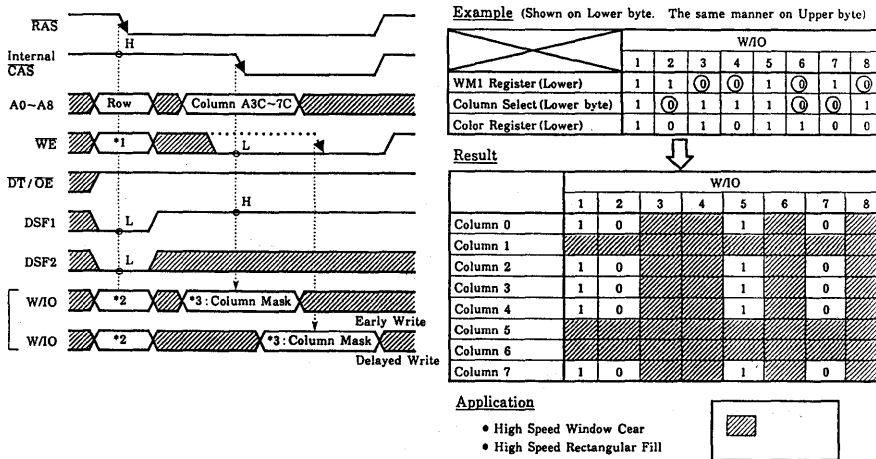 RAS
H
Internal
CAS
A0~A8 Row Column A3C~7C
WE *1 L
DT/OE
H
DSF1 L
DSF2 L
W/IO *2 *3 : Column Mask
Early Write
W/IO *2 *3 : Column Mask
Delayed Write
Example (Shown on Lower byte. The same manner on Upper byte)
W/IO
1 2 3 4 5 6 7 8
WM1 Register (Lower) 1 1 0 0 1 0 1 0
Column Select (Lower byte) 1 0 1 1 1 0 0 1
Color Register (Lower) 1 0 1 0 1 1 0 0
Result
W/IO
1 2 3 4 5 6 7 8
Column 0 1 0 1 0
Column 1
Column 2 1 0 1 0
Column 3 1 0 1 0
Column 4 1 0 1 0
Column 5
Column 6
Column 7 1 0 1 0
Application
• High Speed Window Cear
• High Speed Rectangular Fill